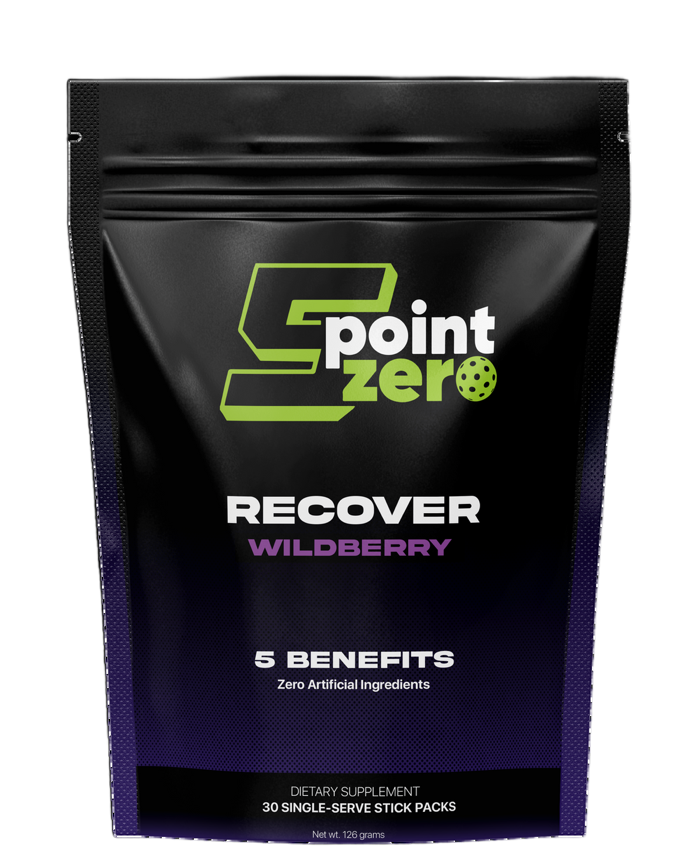 5
point
zero
RECOVER
WILDBERRY
5 BENEFITS
Zero Artificial Ingredients
DIETARY SUPPLEMENT
30 SINGLE-SERVE STICK PACKS
Net wt. 126 grams